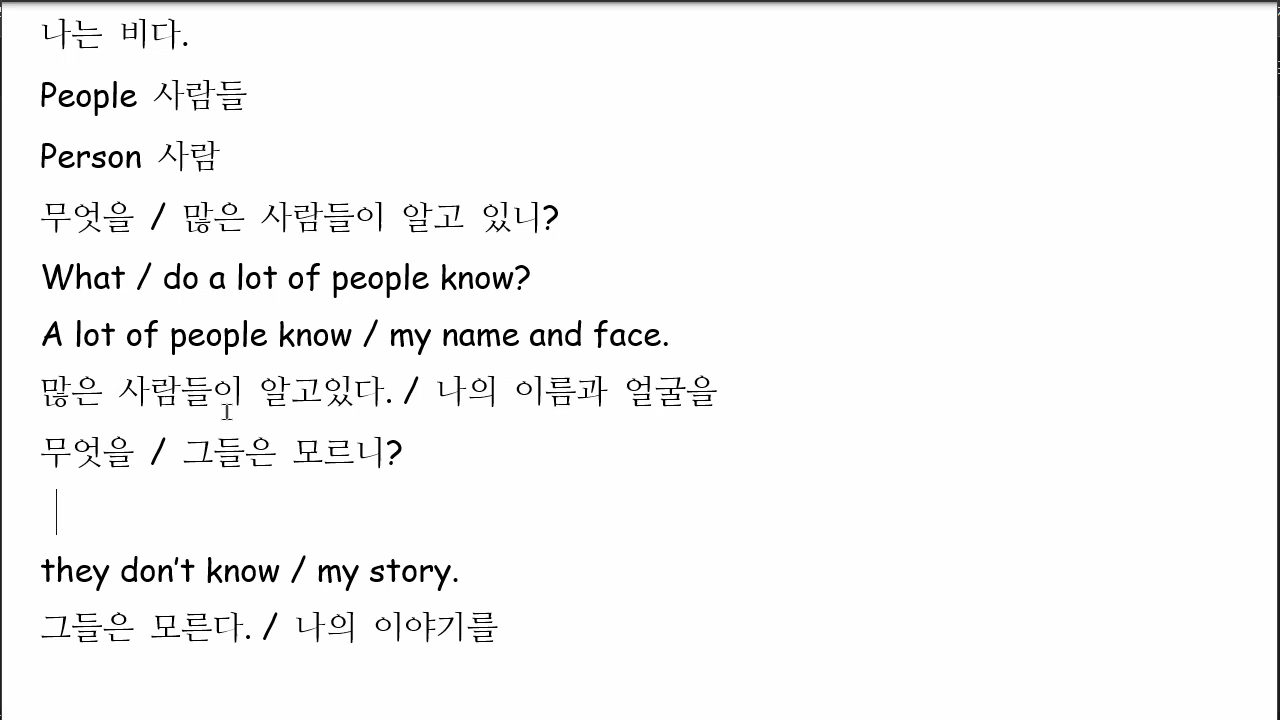 나는 비다.
People 사람들
Person 사람
무엇을 / 많은 사람들이 알고 있니?
What / do a lot of people know?
A lot of people know / my name and face.
많은 사람들이 알고있다. / 나의 이름과 얼굴을
무엇을 / 그들은 모르니?
they don’t know / my story.
그들은 모른다. / 나의 이야기를